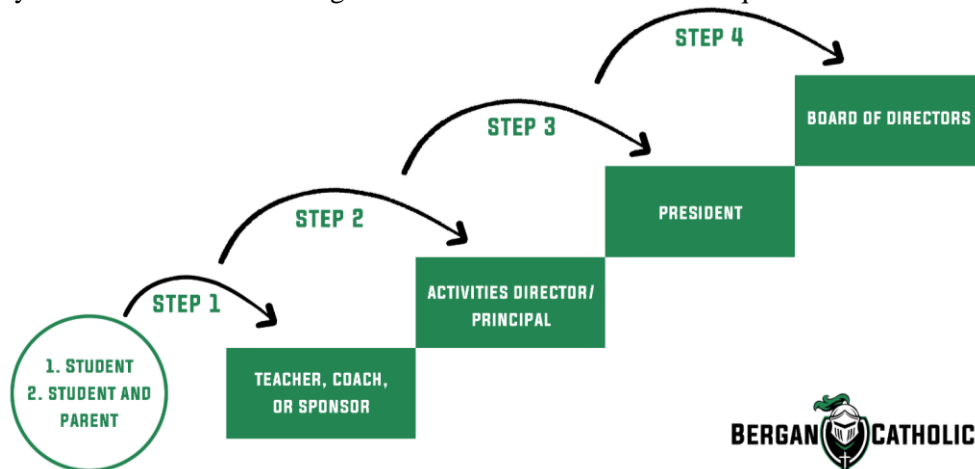 STEP 4
BOARD OF DIRECTORS
STEP 3
PRESIDENT
STEP 2
ACTIVITIES DIRECTOR/
PRINCIPAL
STEP 1
1. STUDENT
2. STUDENT AND
PARENT
TEACHER, COACH,
OR SPONSOR
BERGAN CATHOLIC